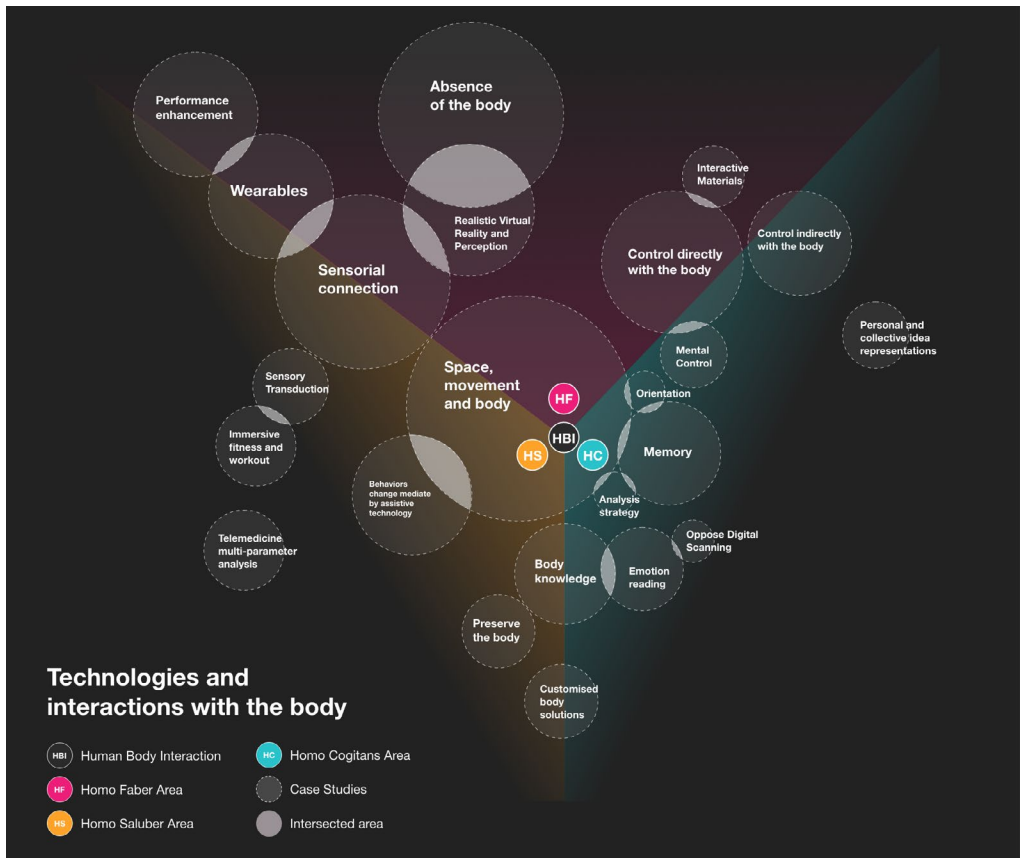 Performance
enhancement
Absence
of the body
Wearables
Realistic Virtual
Reality and
Perception
Sensorial
connection
Interactive
Materials
Control directly
with the body
Control indirectly
with the body
Personal and
collective idea
representations
Mental
Control
Orientation
Memory
Space,
movement
and body
HF
HBI
HS
HC
Sensory
Transduction
Immersive
fitness and
workout
Behaviors
change mediate
by assistive
technology
Analysis
strategy
Telemedicine
multi-parameter
analysis
Oppose Digital
Scanning
Body
knowledge
Emotion
reading
Preserve
the body
Customised
body
solutions
Technologies and
interactions with the body
HBI Human Body Interaction
HF Homo Faber Area
HS Homo Saluber Area
HC Homo Cogitans Area
Case Studies
Intersected area